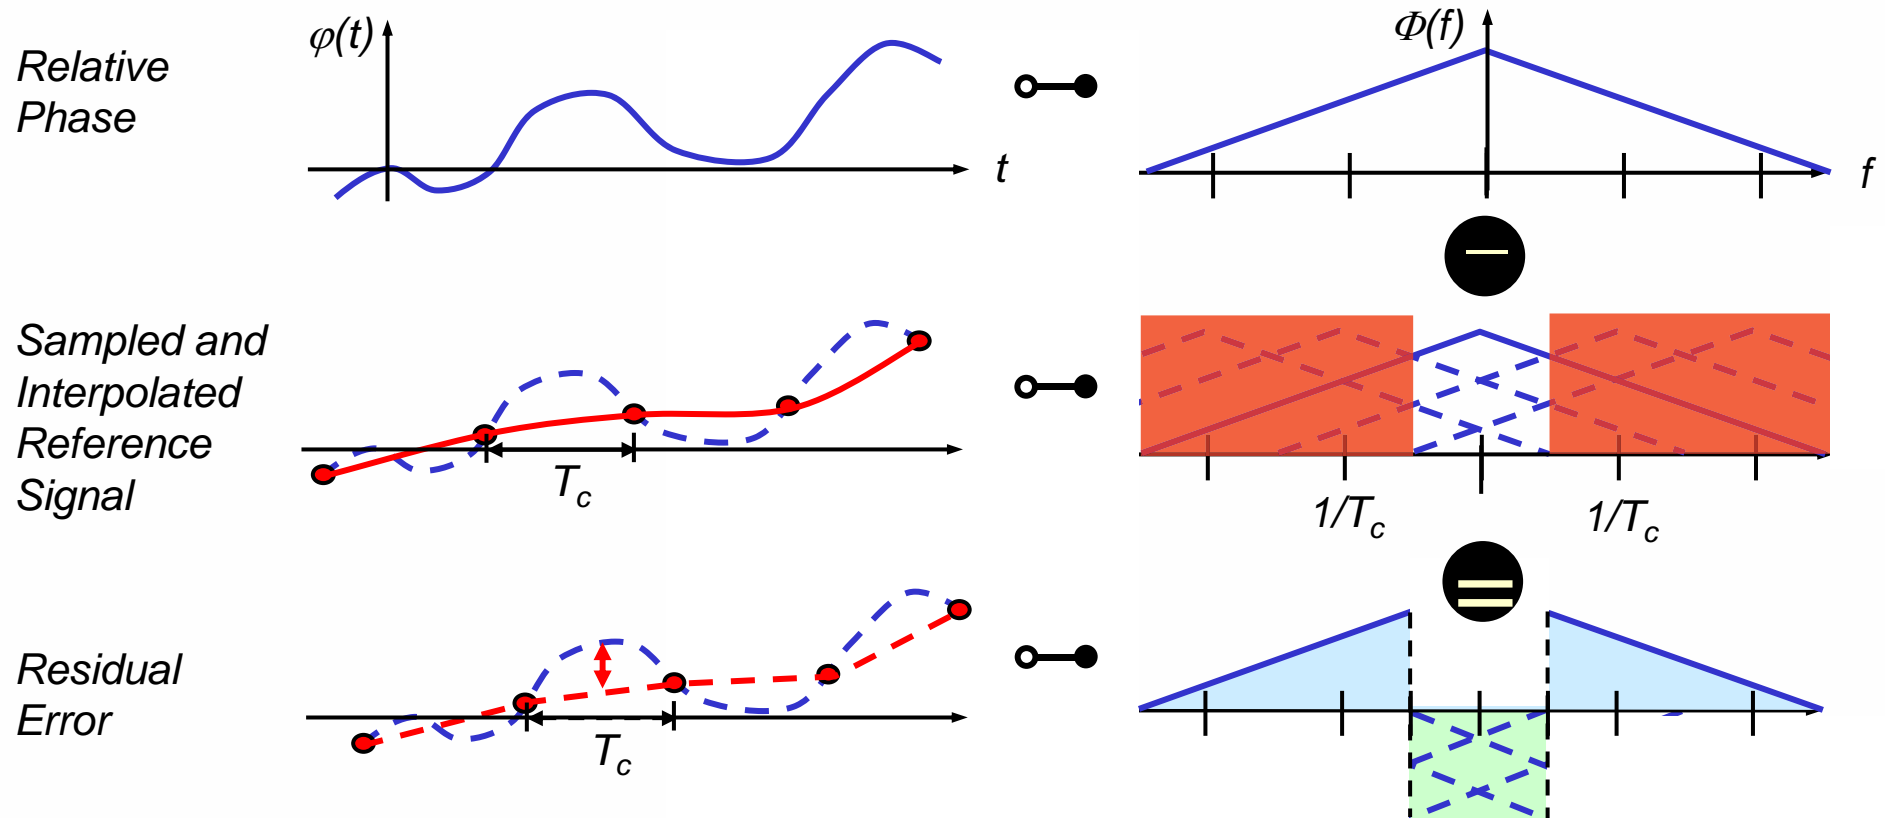 Relative
Phase
φ(t)
t
Φ(f)
f
Sampled and
Interpolated
Reference
Signal
T_c
1/T_c
1/T_c
Residual
Error
T_c